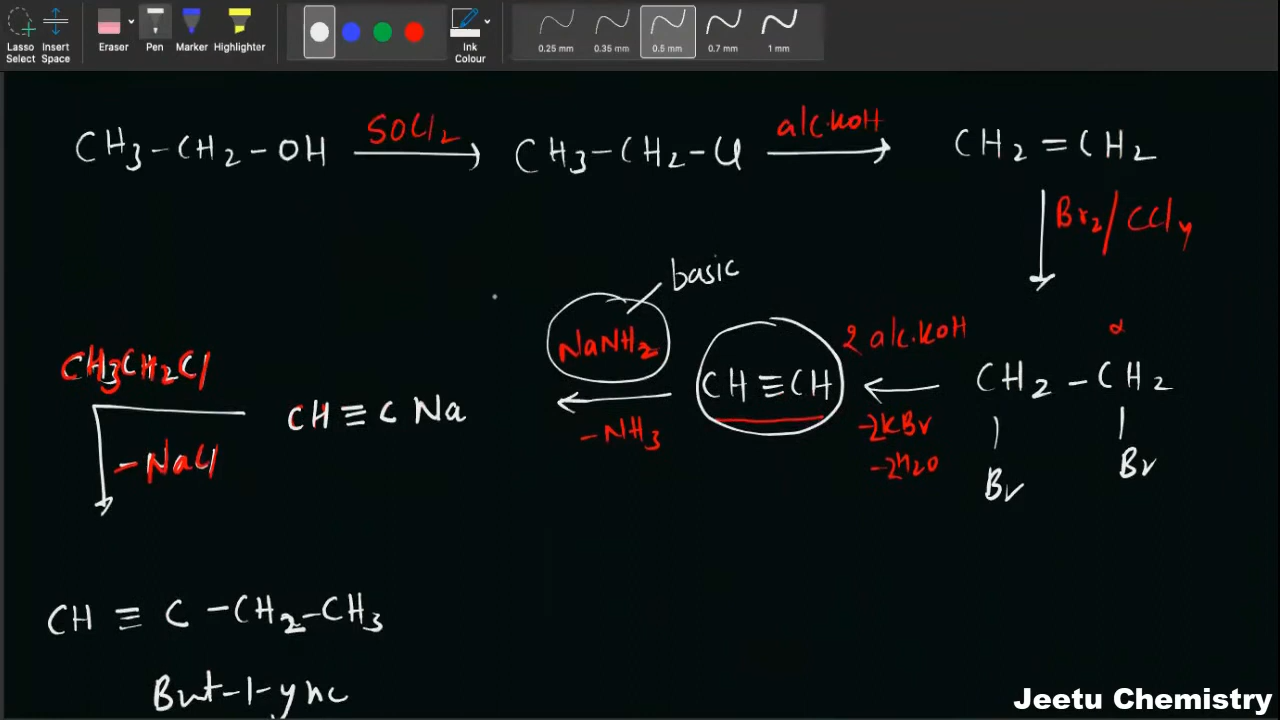 Lasso Select
Insert Space
Eraser
Pen
Marker
Highlighter
Ink Colour
0.25 mm
0.35 mm
0.5 mm
0.7 mm
1 mm
CH3-CH2-OH SOCl2 CH3-CH2-Cl alc.KOH CH2=CH2
Br2/CCl4
basic
NaNH2
CH≡CH
2 alc.KOH
α
CH2-CH2
-2KBr
-2H2O
Br
Br
-NH3
CH≡CNa
CH3CH2Cl
-NaCl
CH≡C-CH2-CH3
But-1-yne
Jeetu Chemistry